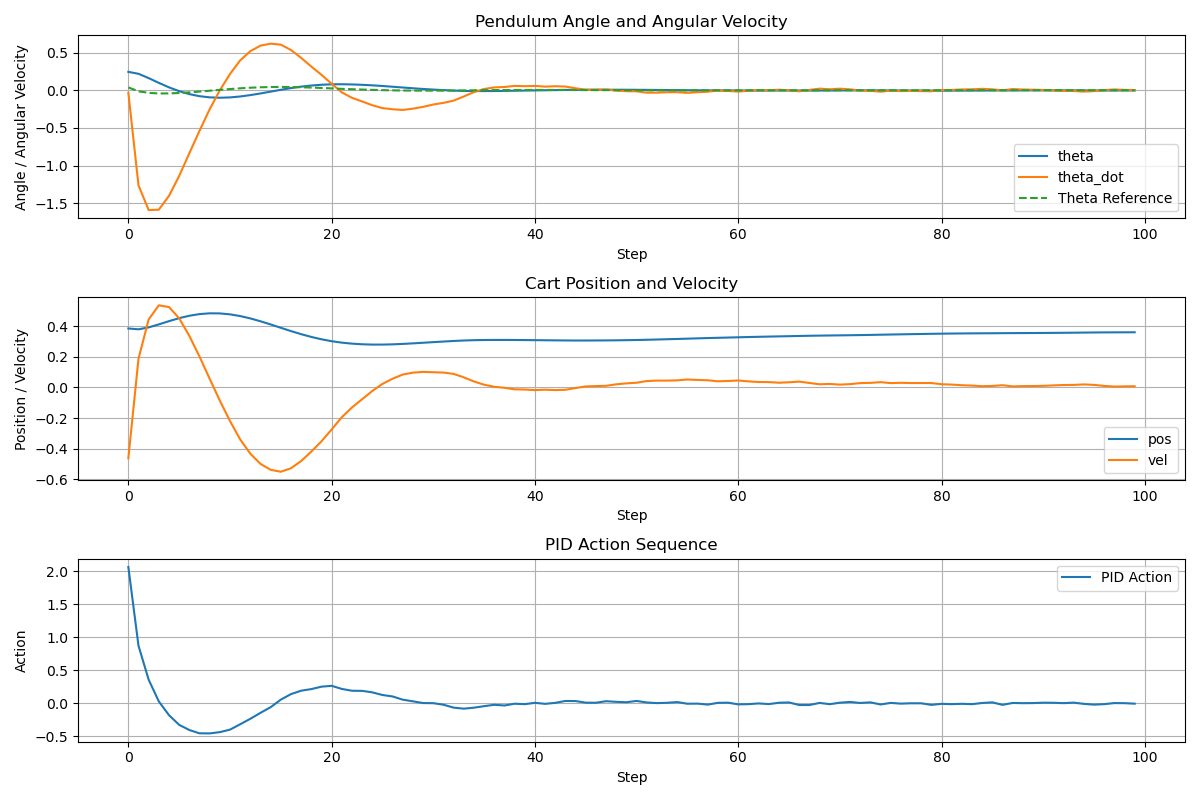 Pendulum Angle and Angular Velocity
Angle / Angular Velocity
0.5
0.0
−0.5
−1.0
−1.5
theta
theta_dot
Theta Reference
0 20 40 60 80 100
Step
Cart Position and Velocity
Position / Velocity
0.4
0.2
0.0
−0.2
−0.4
−0.6
pos
vel
0 20 40 60 80 100
Step
PID Action Sequence
Action
2.0
1.5
1.0
0.5
0.0
−0.5
PID Action
0 20 40 60 80 100
Step